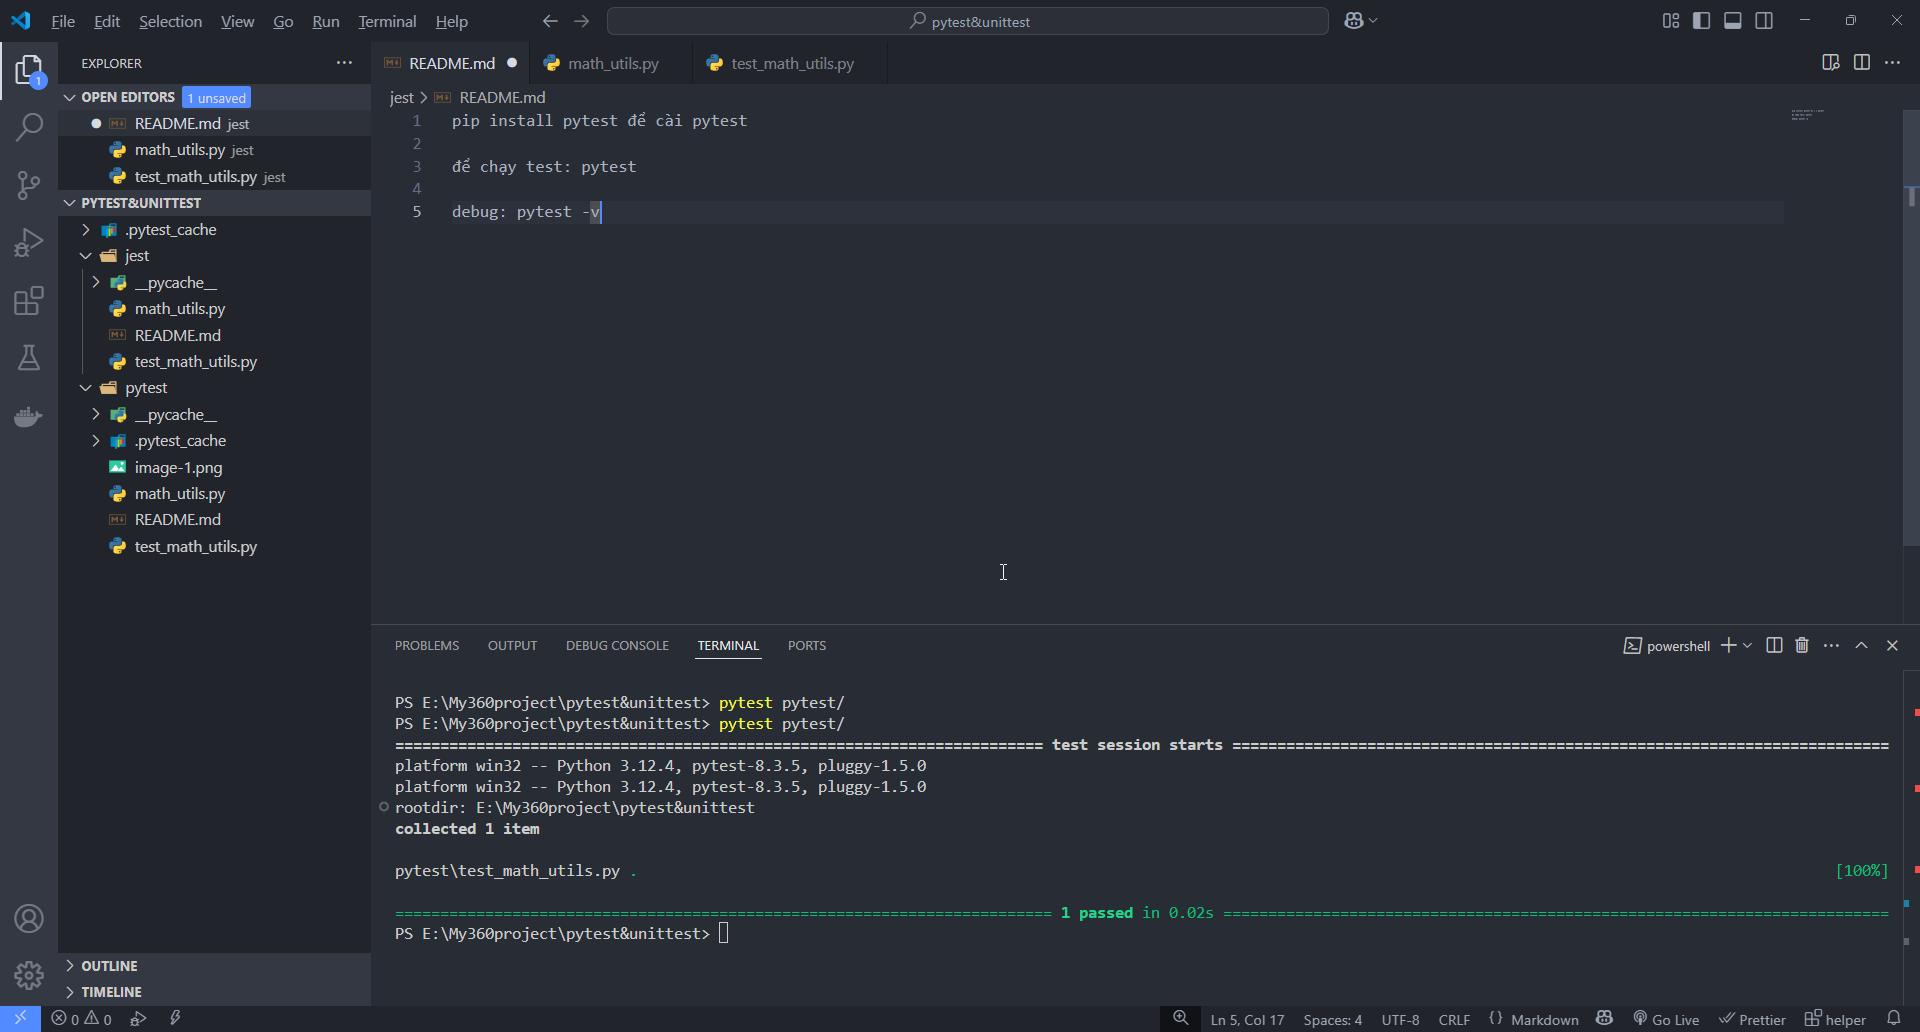 File Edit Selection View Go Run Terminal Help
pytest&unittest
EXPLORER
OPEN EDITORS 1 unsaved
README.md jest
math_utils.py jest
test_math_utils.py jest
PYTEST&UNITTEST
.pytest_cache
jest
__pycache__
math_utils.py
README.md
test_math_utils.py
pytest
__pycache__
.pytest_cache
image-1.png
math_utils.py
README.md
test_math_utils.py
OUTLINE
TIMELINE
README.md
math_utils.py
test_math_utils.py
jest > README.md
1 pip install pytest để cài pytest
2
3 để chạy test: pytest
4
5 debug: pytest -v
PROBLEMS OUTPUT DEBUG CONSOLE TERMINAL PORTS
powershell
PS E:\My360project\pytest&unittest> pytest pytest/
PS E:\My360project\pytest&unittest> pytest pytest/
======================================================================== test session starts =========================================================================
platform win32 -- Python 3.12.4, pytest-8.3.5, pluggy-1.5.0
platform win32 -- Python 3.12.4, pytest-8.3.5, pluggy-1.5.0
rootdir: E:\My360project\pytest&unittest
collected 1 item
pytest\test_math_utils.py . [100%]
========================================================================= 1 passed in 0.02s ==========================================================================
PS E:\My360project\pytest&unittest>
1
0 0
Ln 5, Col 17 Spaces: 4 UTF-8 CRLF {} Markdown Go Live Prettier helper